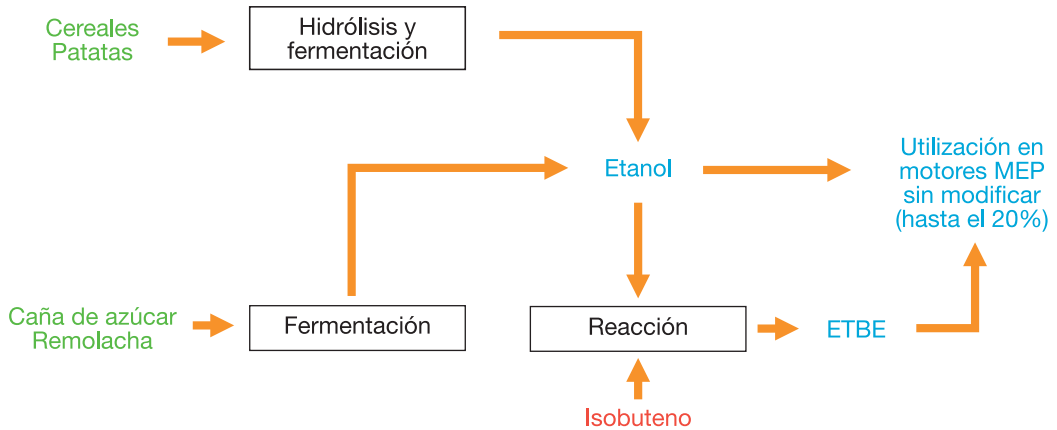 Cereales
Patatas
Hidrólisis y
fermentación
Etanol
Utilización en
motores MEP
sin modificar
(hasta el 20%)
Caña de azúcar
Remolacha
Fermentación
Reacción
ETBE
Isobuteno